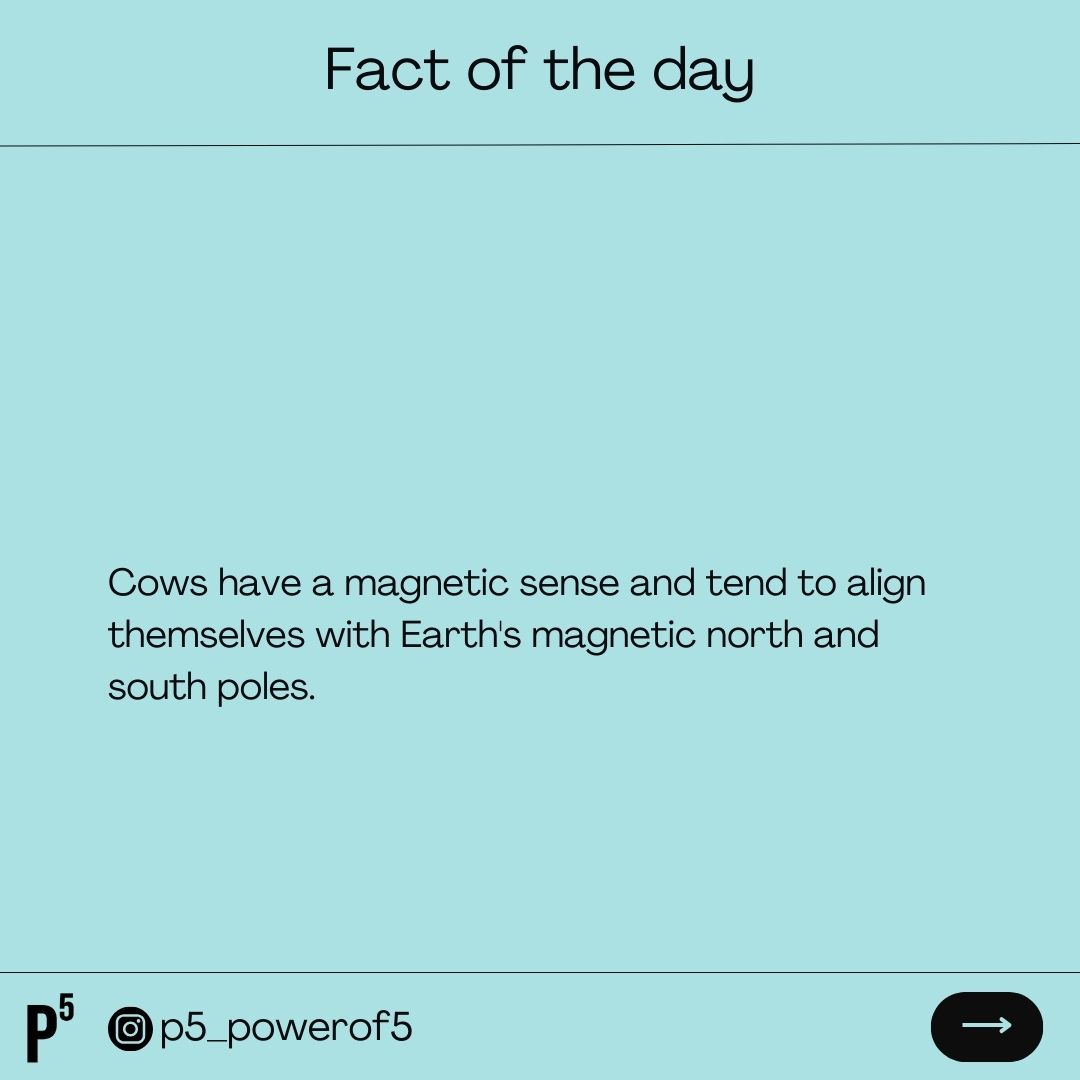 Fact of the day
Cows have a magnetic sense and tend to align
themselves with Earth's magnetic north and
south poles.
P⁵ p5_powerof5